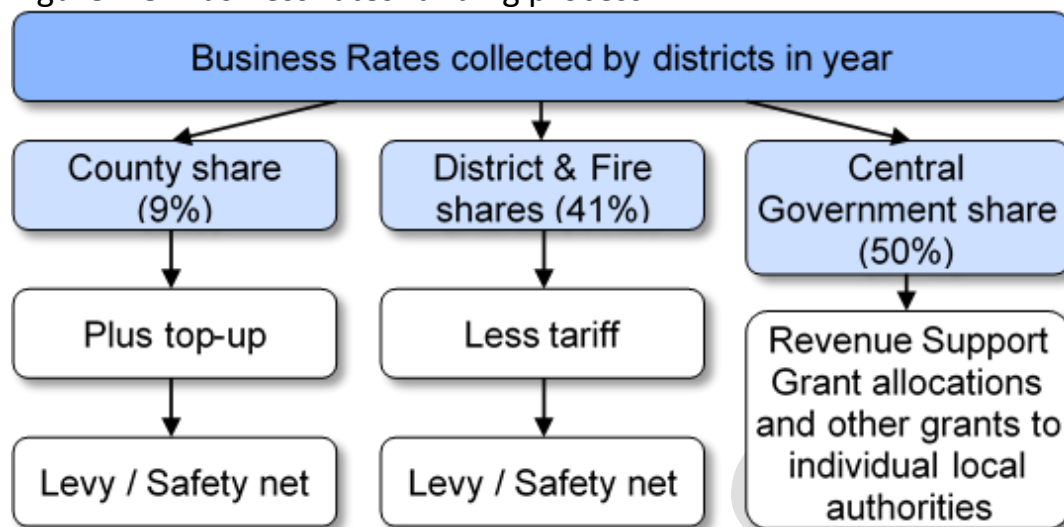 Business Rates collected by districts in year
County share
(9%)
District & Fire
shares (41%)
Central
Government share
(50%)
Plus top-up
Less tariff
Revenue Support
Grant allocations
and other grants to
individual local
authorities
Levy / Safety net
Levy / Safety net